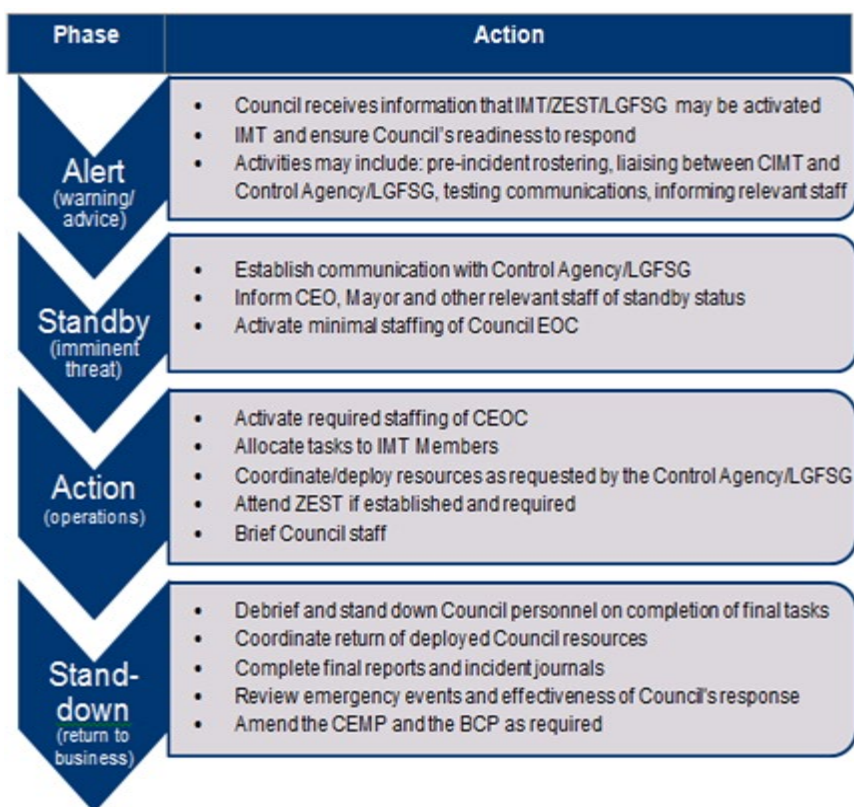 Phase
Action
Alert
(warning/
advice)
• Council receives information that IMT/ZEST/LGFSG may be activated
• IMT and ensure Council's readiness to respond
• Activities may include: pre-incident rostering, liaising between CIMT and
Control Agency/LGFSG, testing communications, informing relevant staff
Standby
(imminent
threat)
• Establish communication with Control Agency/LGFSG
• Inform CEO, Mayor and other relevant staff of standby status
• Activate minimal staffing of Council EOC
Action
(operations)
• Activate required staffing of CEOC
• Allocate tasks to IMT Members
• Coordinate/deploy resources as requested by the Control Agency/LGFSG
• Attend ZEST if established and required
• Brief Council staff
Stand-
down
(return to
business)
• Debrief and stand down Council personnel on completion of final tasks
• Coordinate return of deployed Council resources
• Complete final reports and incident journals
• Review emergency events and effectiveness of Council's response
• Amend the CEMP and the BCP as required